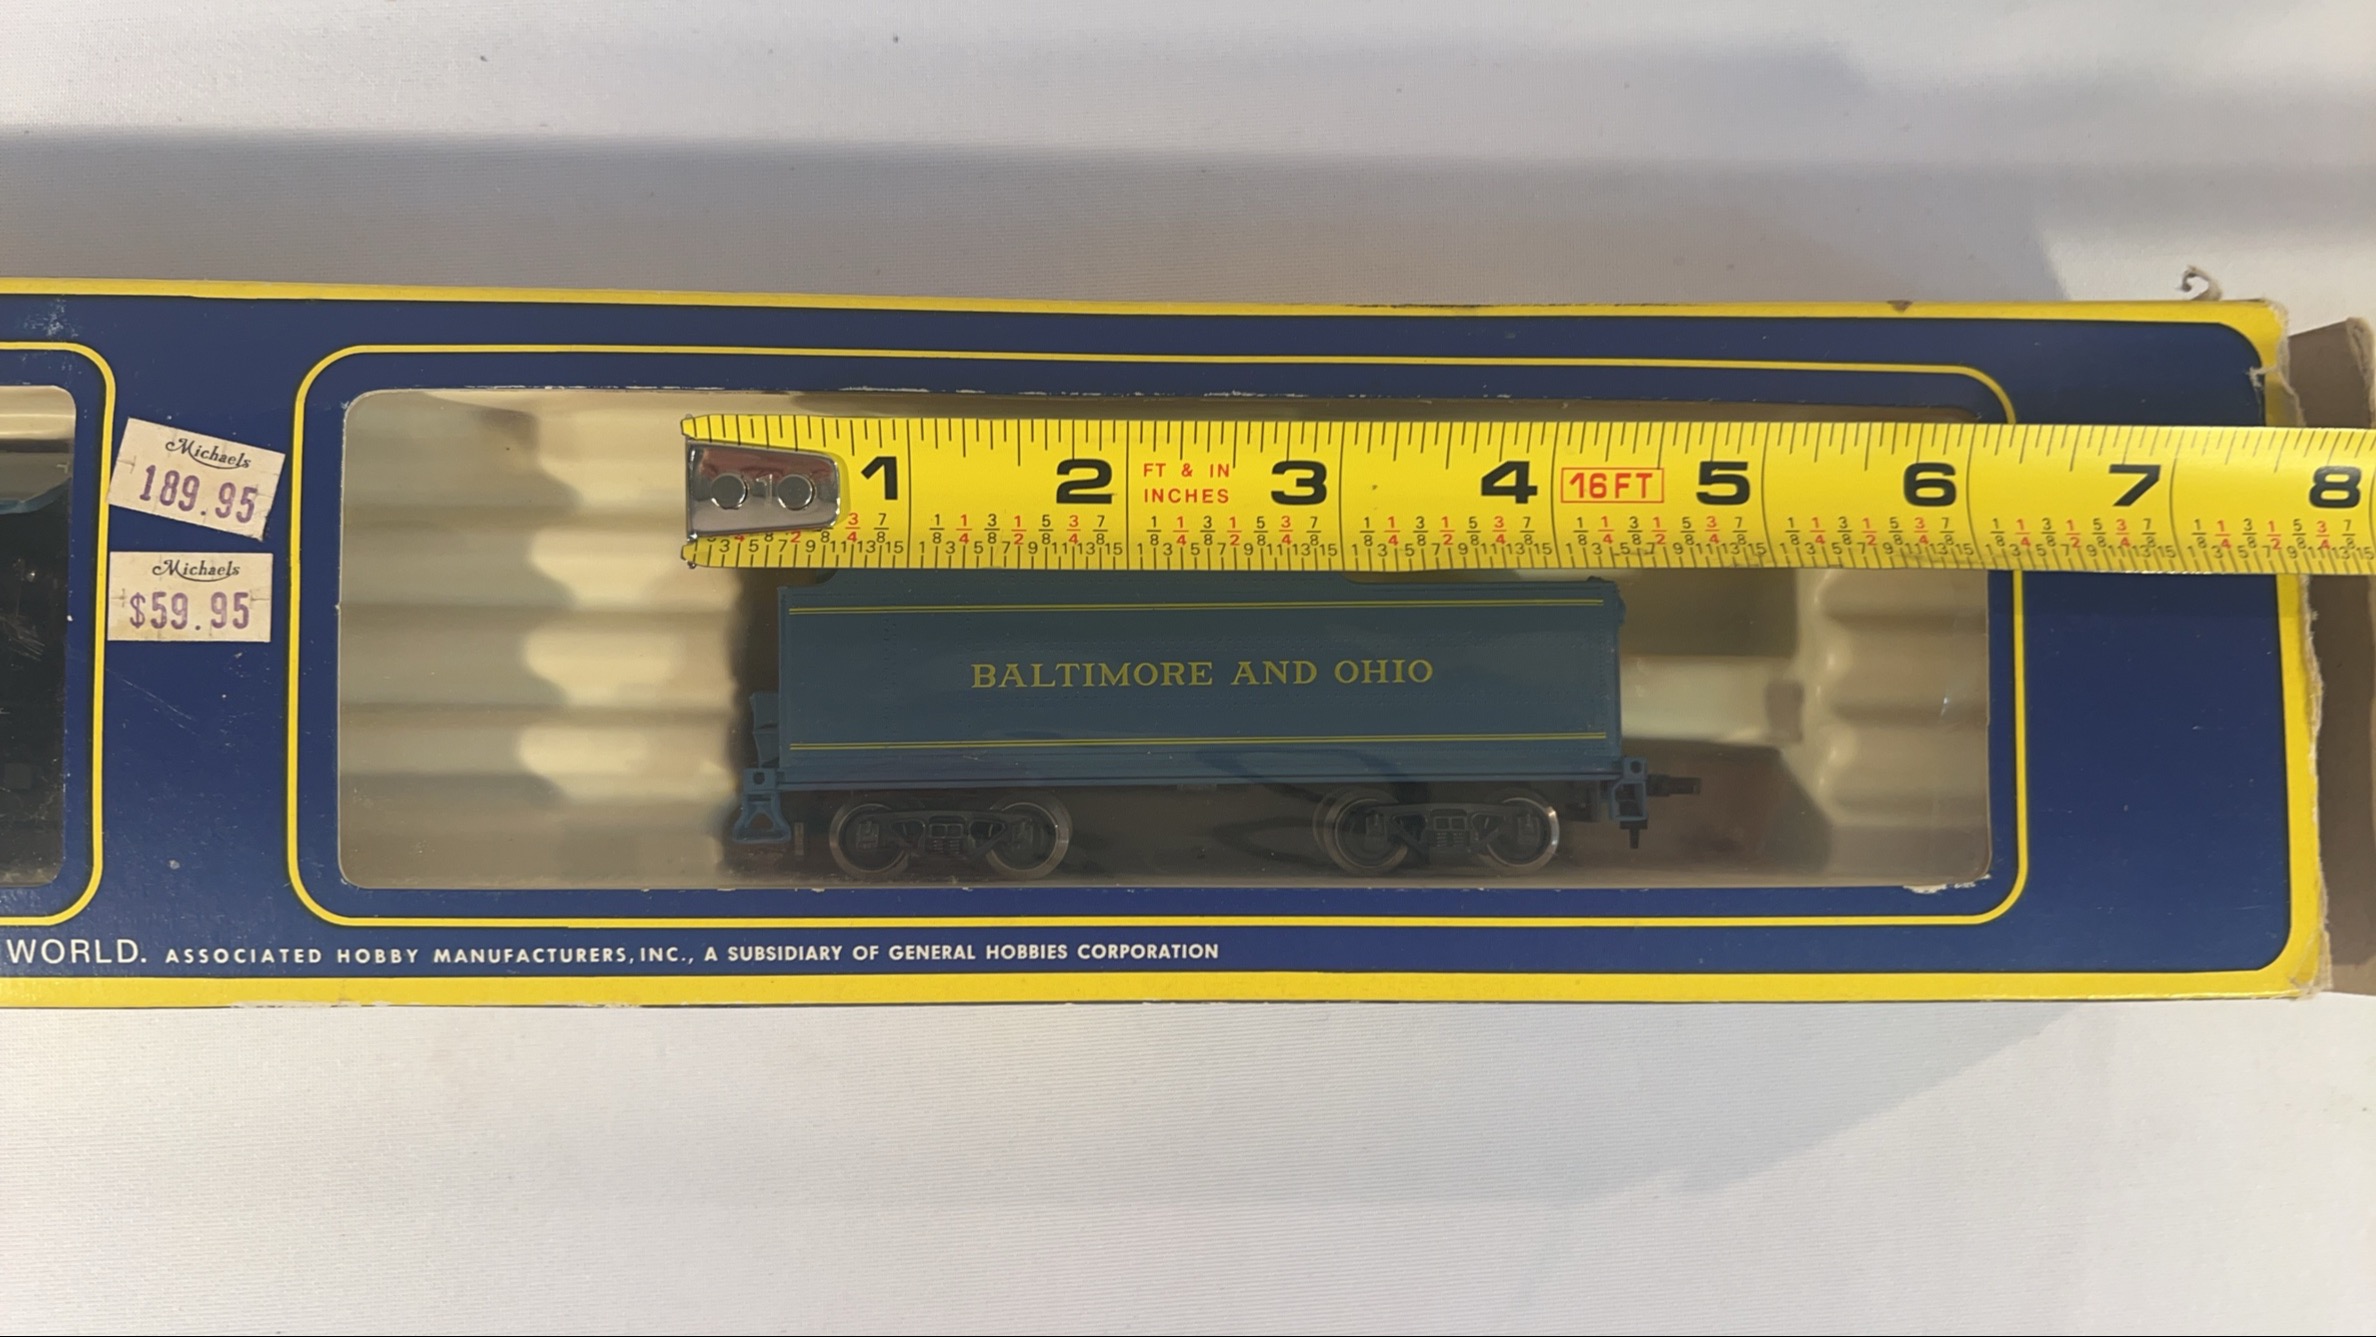 Michaels
189.95
Michaels
$59.95
1 2 FT & IN 3 4 16FT 5 6 7 8
INCHES
BALTIMORE AND OHIO
WORLD. ASSOCIATED HOBBY MANUFACTURERS, INC., A SUBSIDIARY OF GENERAL HOBBIES CORPORATION